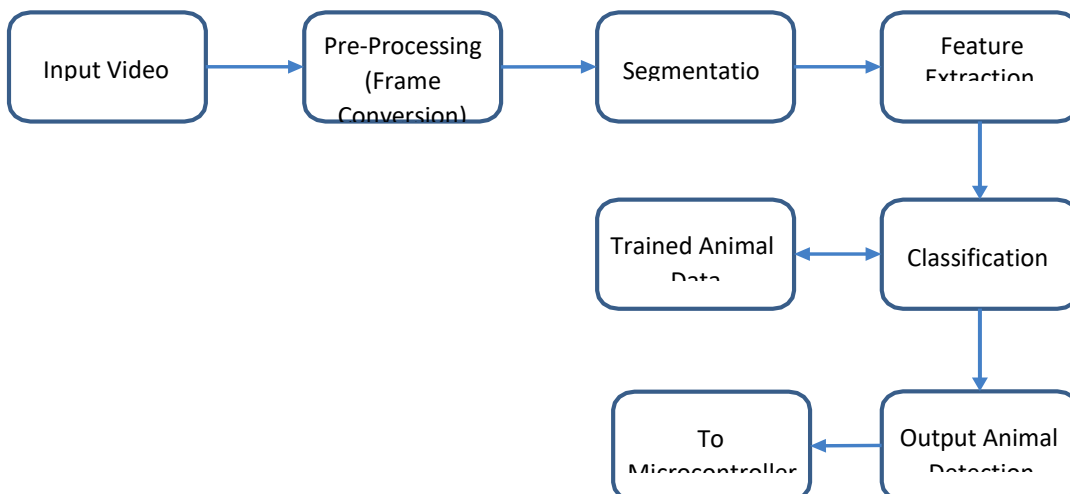 Input Video
Pre-Processing
(Frame
Conversion)
Segmentatio
Feature
Extraction
Trained Animal
Data
Classification
To
Microcontroller
Output Animal
Detection